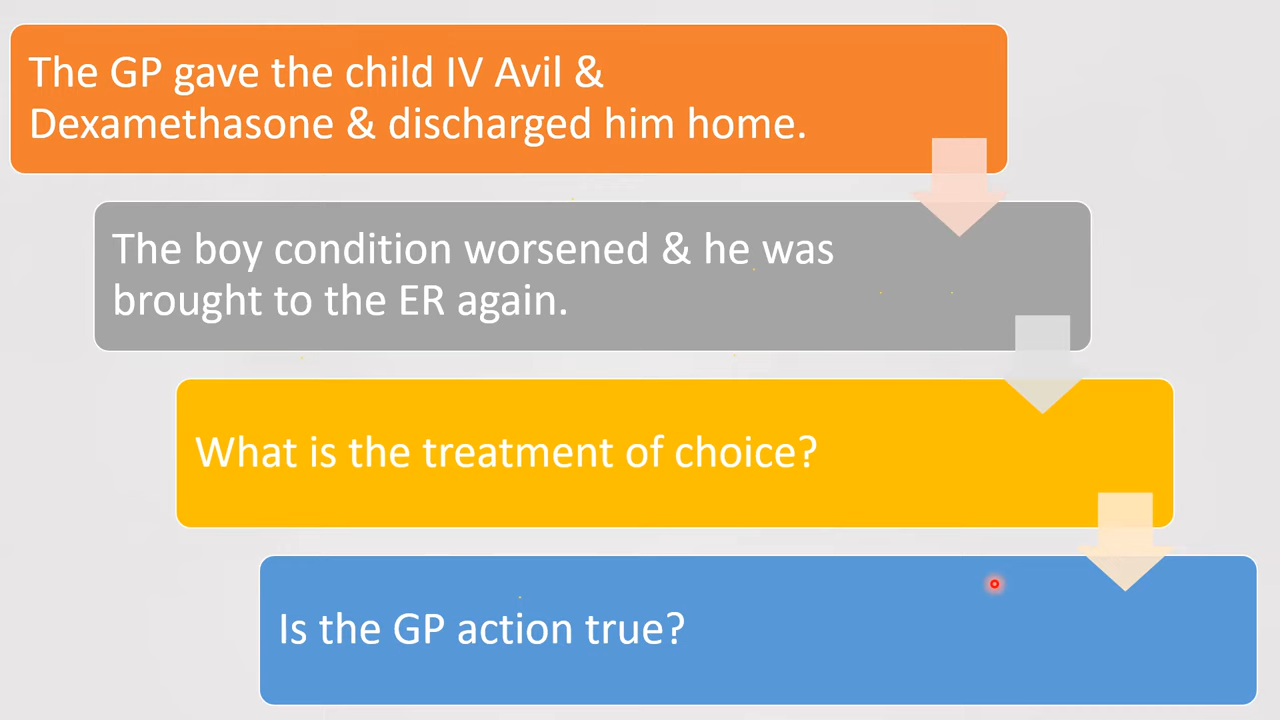 The GP gave the child IV Avil &
Dexamethasone & discharged him home.
The boy condition worsened & he was
brought to the ER again.
What is the treatment of choice?
Is the GP action true?